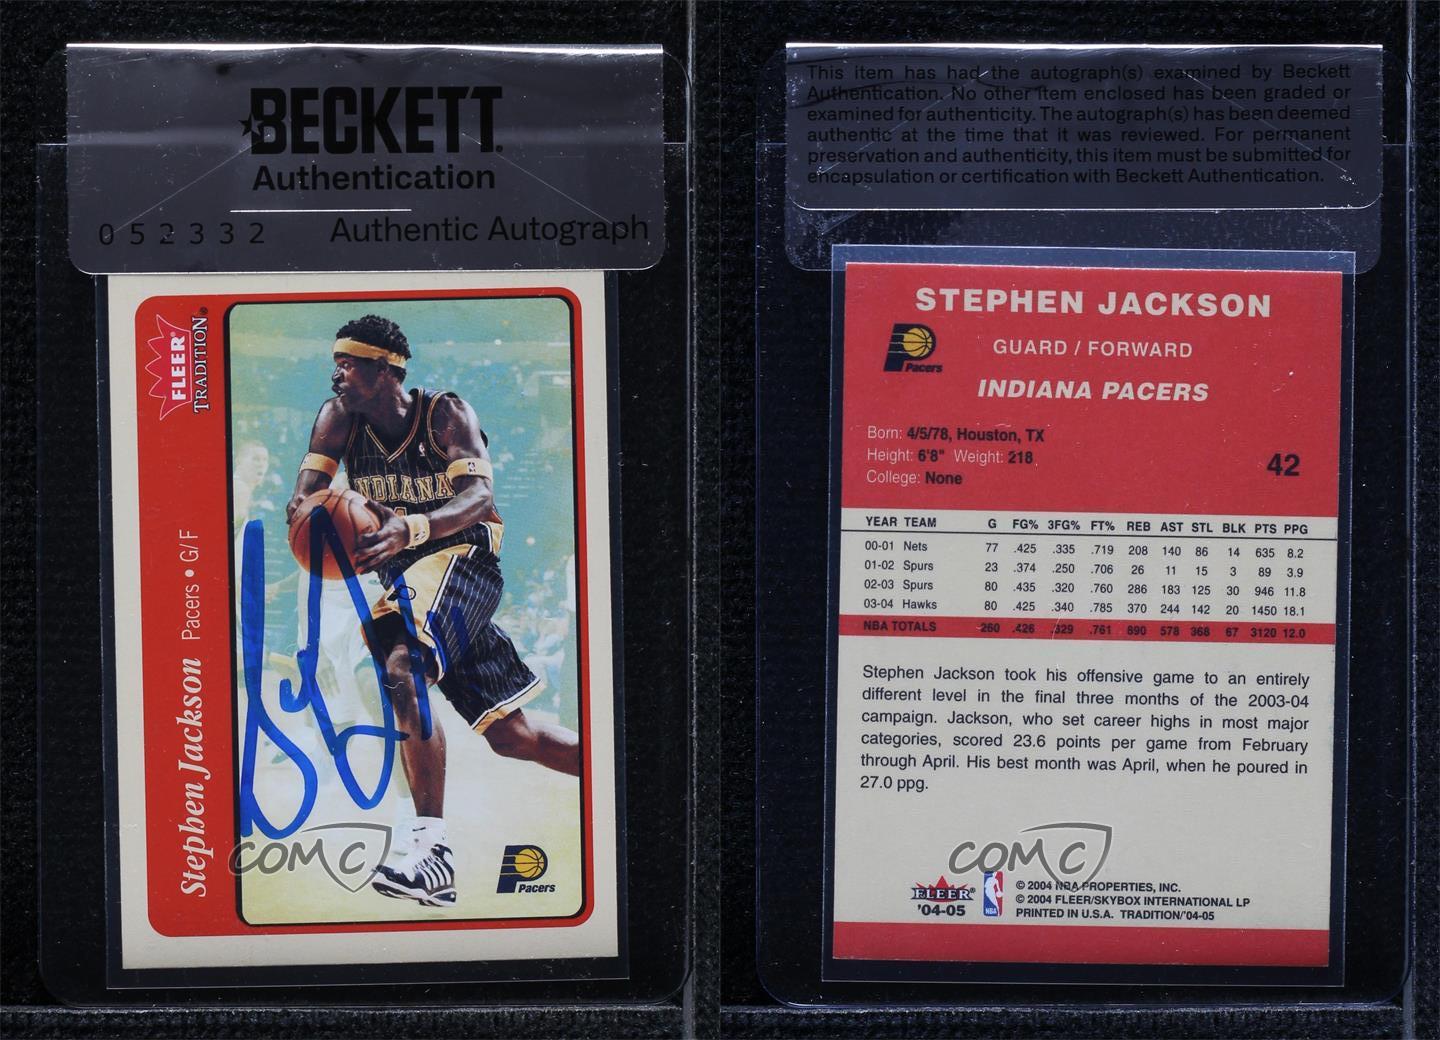 BECKETT
Authentication
052332 Authentic Autograph
FLEER®
TRADITION®
Stephen Jackson Pacers • G/F
INDIANA
Pacers
COMC
This item has had the autograph(s) examined by Beckett
Authentication. No other item enclosed has been graded or
examined for authenticity. The autograph(s) has been deemed
authentic at the time that it was reviewed. For permanent
preservation and authenticity, this item must be submitted for
encapsulation or certification with Beckett Authentication.
STEPHEN JACKSON
Pacers
GUARD / FORWARD
INDIANA PACERS
Born: 4/5/78, Houston, TX
Height: 6'8" Weight: 218
College: None
42
YEAR TEAM G FG% 3FG% FT% REB AST STL BLK PTS PPG
00-01 Nets 77 .425 .335 .719 208 140 86 14 635 8.2
01-02 Spurs 23 .374 .250 .706 26 11 15 3 89 3.9
02-03 Spurs 80 .435 .320 .760 286 183 125 30 946 11.8
03-04 Hawks 80 .425 .340 .785 370 244 142 20 1450 18.1
NBA TOTALS 260 .426 .329 .761 890 578 368 67 3120 12.0
Stephen Jackson took his offensive game to an entirely
different level in the final three months of the 2003-04
campaign. Jackson, who set career highs in most major
categories, scored 23.6 points per game from February
through April. His best month was April, when he poured in
27.0 ppg.
COMC
FLEER®
'04-05
NBA
© 2004 NBA PROPERTIES, INC.
© 2004 FLEER/SKYBOX INTERNATIONAL LP
PRINTED IN U.S.A. TRADITION/'04-05